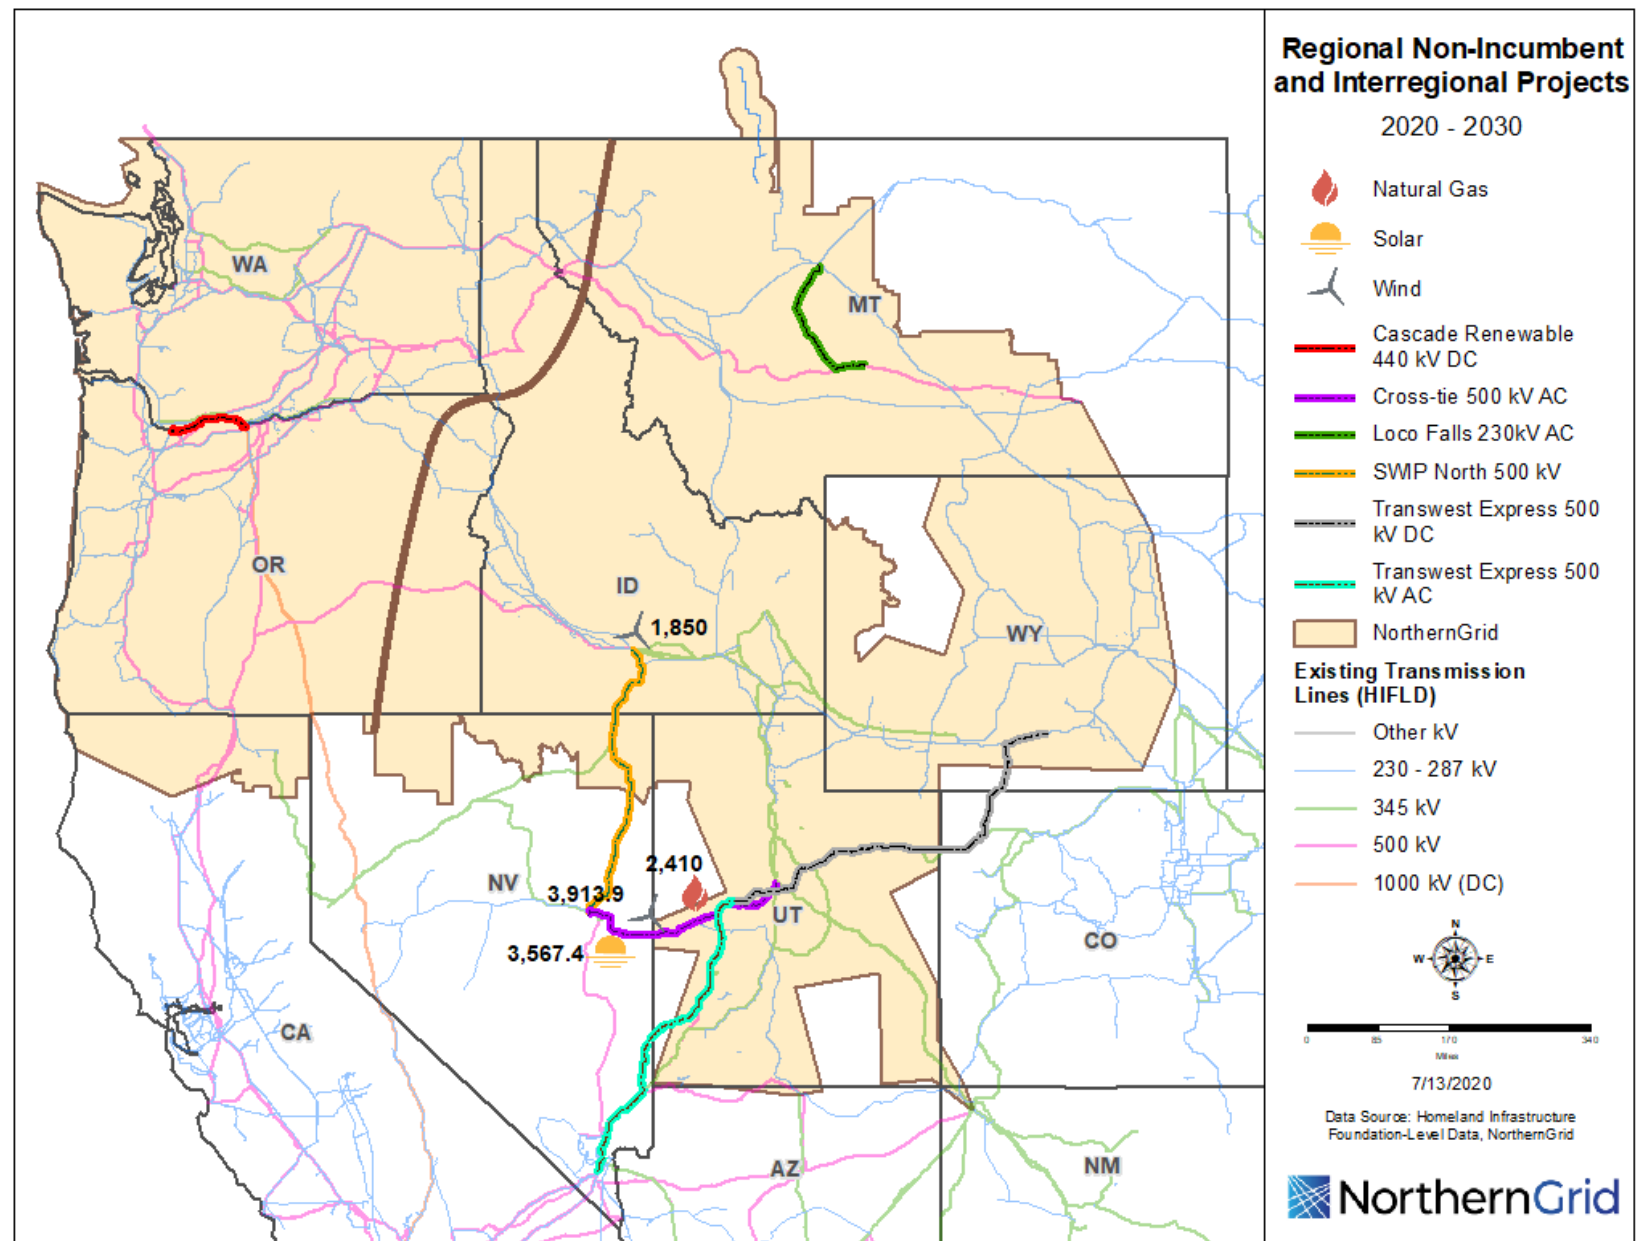 WA
MT
OR
ID
1,850
WY
2,410
NV
3,913.9
UT
3,567.4
CO
CA
AZ
NM
Regional Non-Incumbent
and Interregional Projects
2020 - 2030
Natural Gas
Solar
Wind
Cascade Renewable
440 kV DC
Cross-tie 500 kV AC
Loco Falls 230kV AC
SWIP North 500 kV
Transwest Express 500
kV DC
Transwest Express 500
kV AC
NorthernGrid
Existing Transmission
Lines (HIFLD)
Other kV
230 - 287 kV
345 kV
500 kV
1000 kV (DC)
N
W E
S
0 85 170 340
Miles
7/13/2020
Data Source: Homeland Infrastructure
Foundation-Level Data, NorthernGrid
NorthernGrid